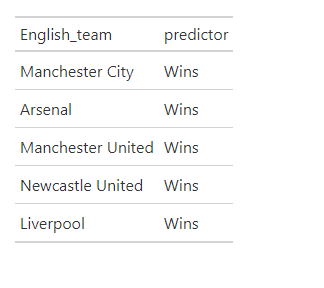 English_team predictor
Manchester City Wins
Arsenal Wins
Manchester United Wins
Newcastle United Wins
Liverpool Wins